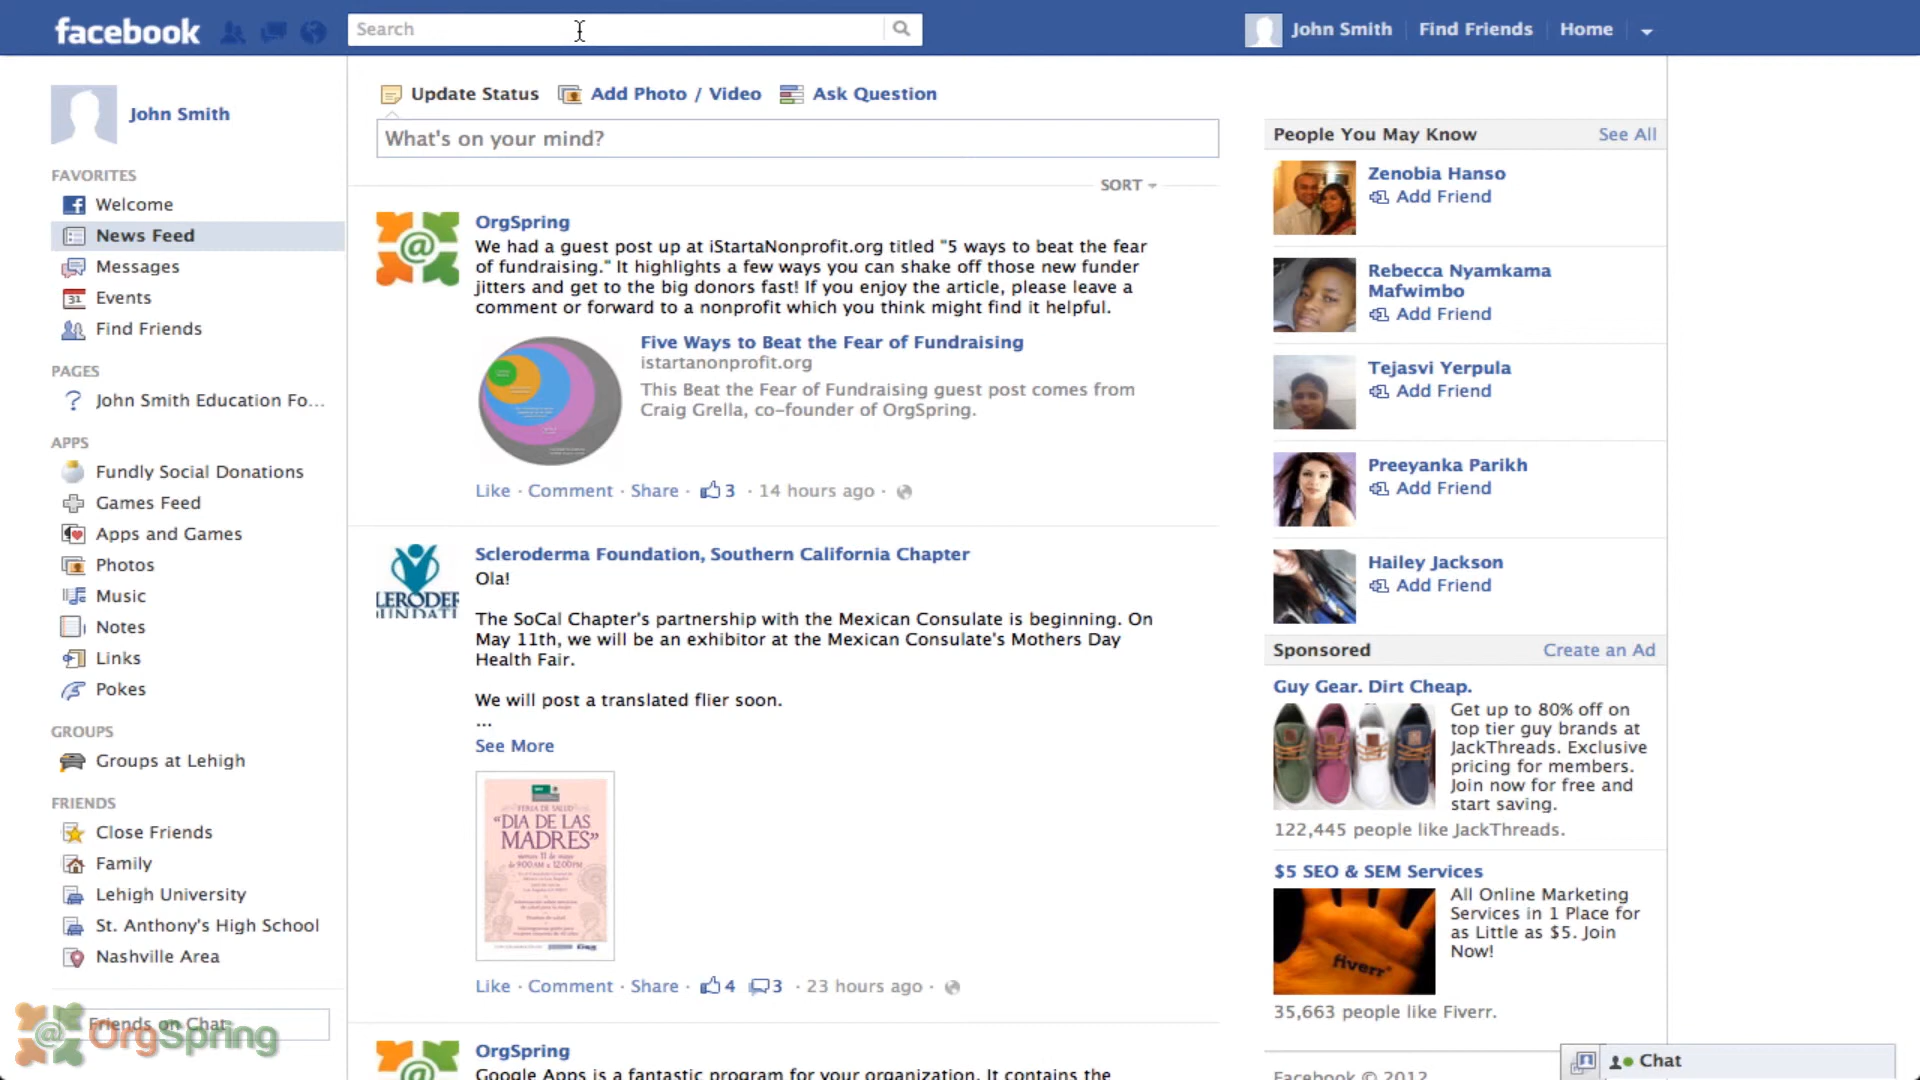 facebook
Search
John Smith
Find Friends
Home
John Smith
FAVORITES
Welcome
News Feed
Messages
31 Events
Find Friends
PAGES
? John Smith Education Fo...
APPS
Fundly Social Donations
Games Feed
Apps and Games
Photos
Music
Notes
Links
Pokes
GROUPS
Groups at Lehigh
FRIENDS
Close Friends
Family
Lehigh University
St. Anthony's High School
Nashville Area
Friends on Chat
@ OrgSpring
Update Status
Add Photo / Video
Ask Question
What's on your mind?
SORT
@
OrgSpring
We had a guest post up at iStartaNonprofit.org titled "5 ways to beat the fear
of fundraising." It highlights a few ways you can shake off those new funder
jitters and get to the big donors fast! If you enjoy the article, please leave a
comment or forward to a nonprofit which you think might find it helpful.
Five Ways to Beat the Fear of Fundraising
istartanonprofit.org
This Beat the Fear of Fundraising guest post comes from
Craig Grella, co-founder of OrgSpring.
Like · Comment · Share · 3 · 14 hours ago ·
LERODER
UNDATI
Scleroderma Foundation, Southern California Chapter
Ola!
The SoCal Chapter's partnership with the Mexican Consulate is beginning. On
May 11th, we will be an exhibitor at the Mexican Consulate's Mothers Day
Health Fair.
We will post a translated flier soon.
...
See More
FERIA DE SALUD
"DIA DE LAS
MADRES"
viernes 11 de mayo
de 9:00AM a 12:00PM
Like · Comment · Share · 4 3 · 23 hours ago ·
@
OrgSpring
Google Apps is a fantastic program for your organization. It contains the
People You May Know
See All
Zenobia Hanso
Add Friend
Rebecca Nyamkama
Mafwimbo
Add Friend
Tejasvi Yerpula
Add Friend
Preeyanka Parikh
Add Friend
Hailey Jackson
Add Friend
Sponsored
Create an Ad
Guy Gear. Dirt Cheap.
Get up to 80% off on
top tier guy brands at
JackThreads. Exclusive
pricing for members.
Join now for free and
start saving.
122,445 people like JackThreads.
$5 SEO & SEM Services
fiverr
All Online Marketing
Services in 1 Place for
as Little as $5. Join
Now!
35,663 people like Fiverr.
Facebook © 2012
Chat